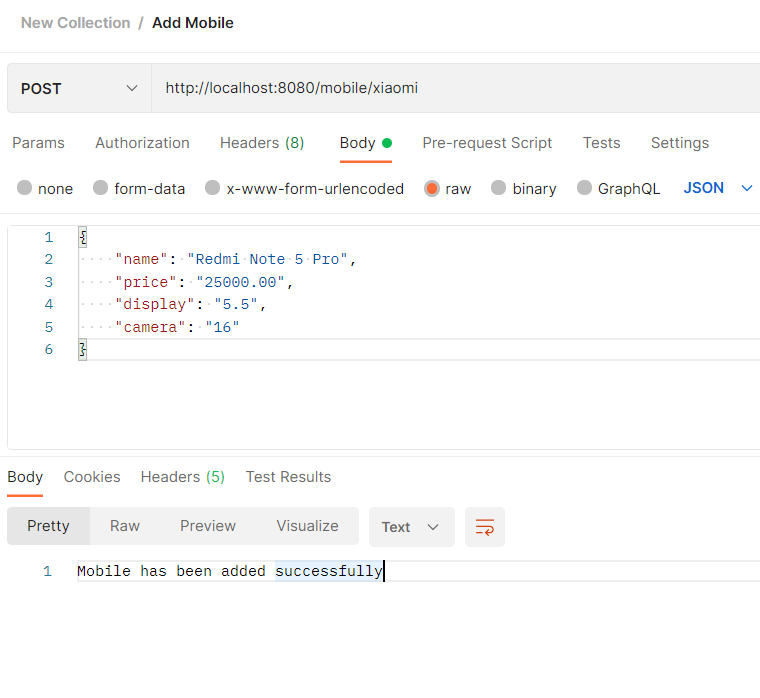 New Collection / Add Mobile
POST http://localhost:8080/mobile/xiaomi
Params Authorization Headers (8) Body Pre-request Script Tests Settings
none form-data x-www-form-urlencoded raw binary GraphQL JSON
1 {
2 ····"name":·"Redmi·Note·5·Pro",
3 ····"price":·"25000.00",
4 ····"display":·"5.5",
5 ····"camera":·"16"
6 }
Body Cookies Headers (5) Test Results
Pretty Raw Preview Visualize Text
1 Mobile has been added successfully